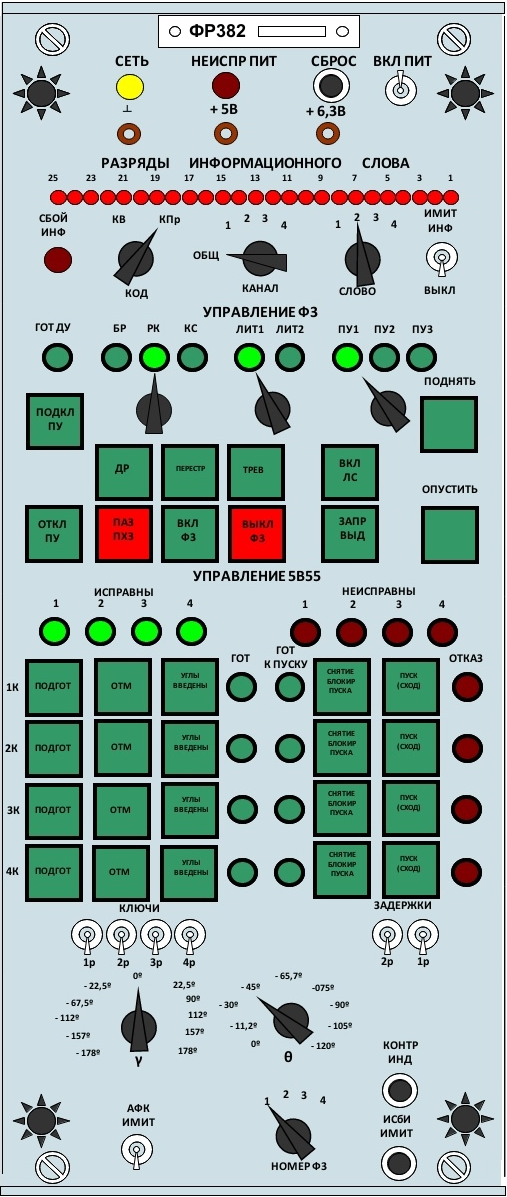 ФР382
СЕТЬ НЕИСПР ПИТ СБРОС ВКЛ ПИТ
⊥ + 5В + 6,3В
РАЗРЯДЫ ИНФОРМАЦИОННОГО СЛОВА
25 23 21 19 17 15 13 11 9 7 5 3 1
СБОЙ
ИНФ
КВ КПр
КОД
ОБЩ 1 2 3 4
КАНАЛ
1 2 3 4
СЛОВО
ИМИТ
ИНФ
ВЫКЛ
УПРАВЛЕНИЕ Ф3
ГОТ ДУ БР РК КС ЛИТ1 ЛИТ2 ПУ1 ПУ2 ПУ3
ПОДКЛ
ПУ
ПОДНЯТЬ
ДР ПЕРЕСТР ТРЕВ
ВКЛ
ЛС
ОПУСТИТЬ
ОТКЛ
ПУ
ПАЗ
ПХЗ
ВКЛ
Ф3
ВЫКЛ
Ф3
ЗАПР
ВЫД
УПРАВЛЕНИЕ 5В55
ИСПРАВНЫ НЕИСПРАВНЫ
1 2 3 4 1 2 3 4
ГОТ
ГОТ
К ПУСКУ
ОТКАЗ
1К ПОДГОТ ОТМ
УГЛЫ
ВВЕДЕНЫ
СНЯТИЕ
БЛОКИР
ПУСКА
ПУСК
(СХОД)
2К ПОДГОТ ОТМ
УГЛЫ
ВВЕДЕНЫ
СНЯТИЕ
БЛОКИР
ПУСКА
ПУСК
(СХОД)
3К ПОДГОТ ОТМ
УГЛЫ
ВВЕДЕНЫ
СНЯТИЕ
БЛОКИР
ПУСКА
ПУСК
(СХОД)
4К ПОДГОТ ОТМ
УГЛЫ
ВВЕДЕНЫ
СНЯТИЕ
БЛОКИР
ПУСКА
ПУСК
(СХОД)
КЛЮЧИ ЗАДЕРЖКИ
1р 2р 3р 4р 2р 1р
0º
- 22,5º 22,5º
- 67,5º 90º
- 112º 112º
- 157º 157º
- 178º 178º
γ
- 65,7º
- 45º -075º
- 30º - 90º
- 11,2º - 105º
0º - 120º
θ
КОНТР
ИНД
АФК
ИМИТ
1 2 3 4
НОМЕР Ф3
ИСбИ
ИМИТ